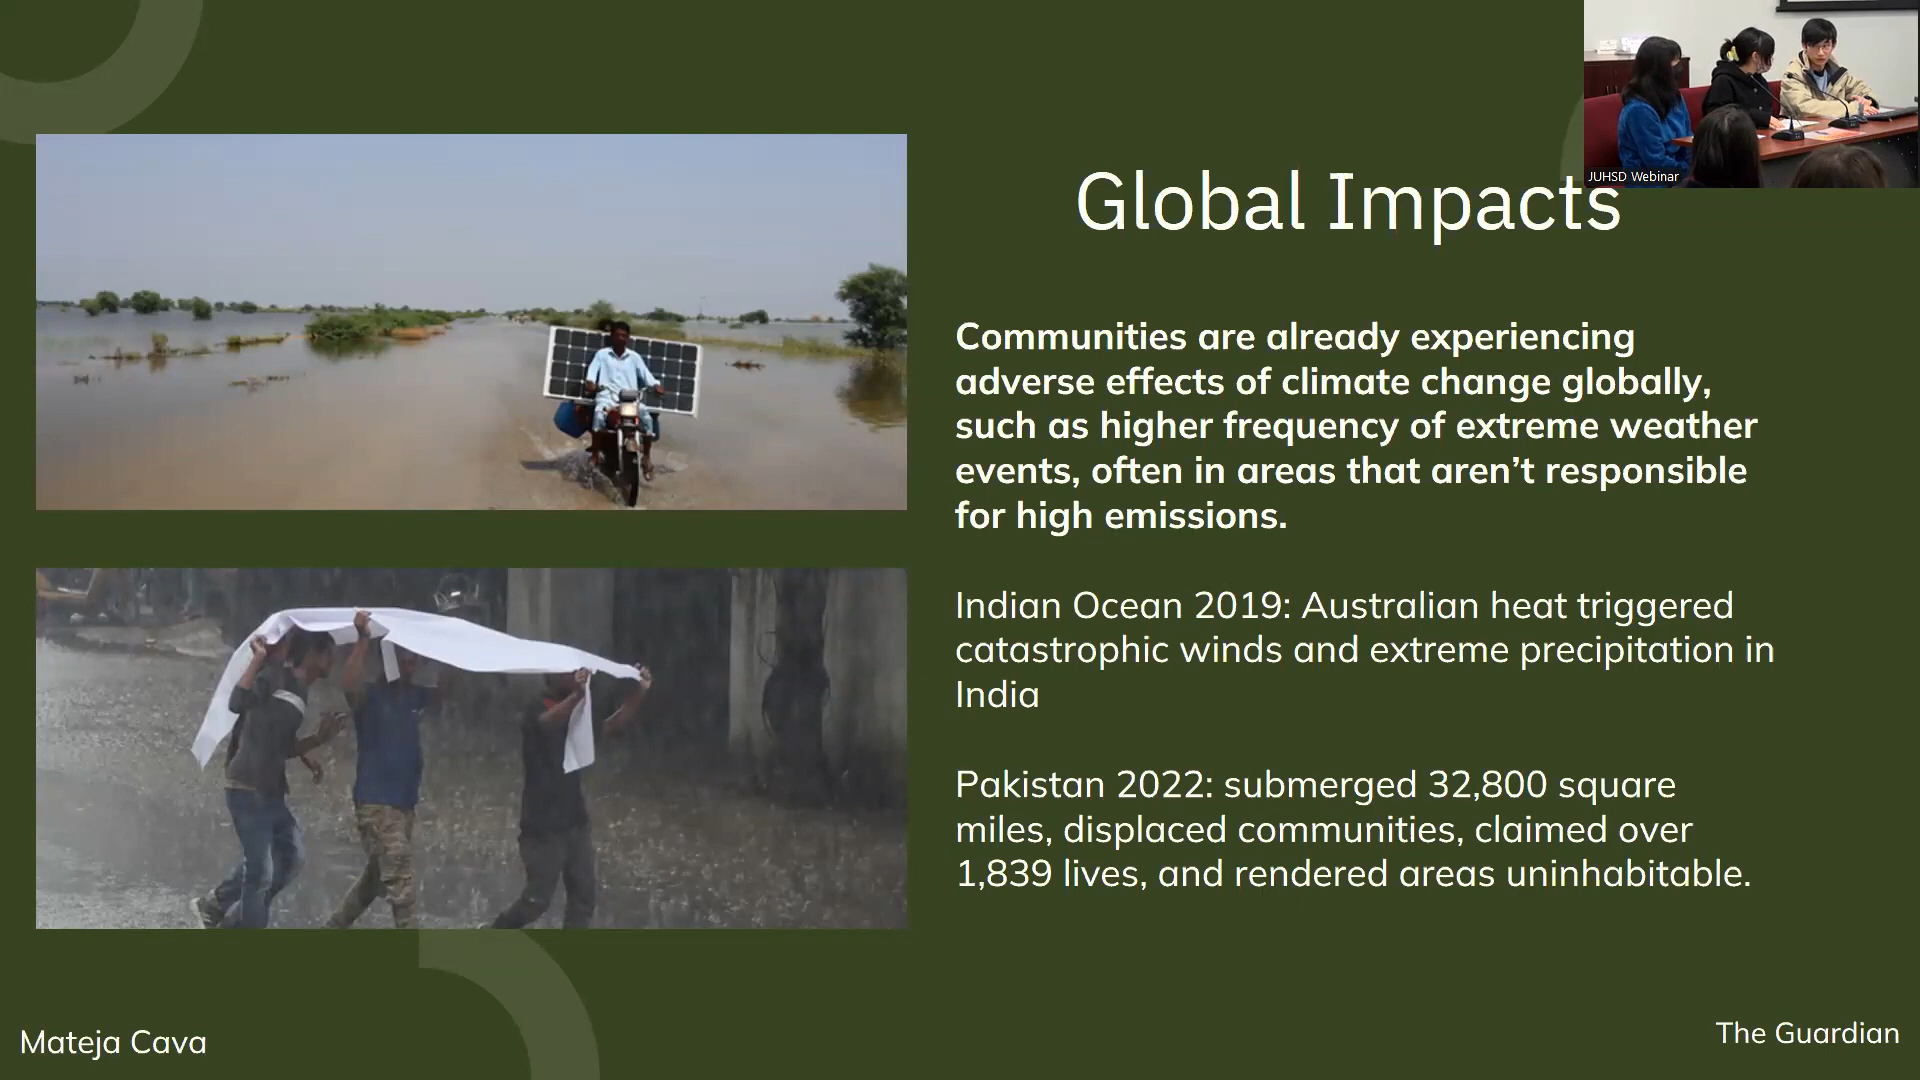 JUHSD Webinar
Global Impacts
Communities are already experiencing
adverse effects of climate change globally,
such as higher frequency of extreme weather
events, often in areas that aren’t responsible
for high emissions.
Indian Ocean 2019: Australian heat triggered
catastrophic winds and extreme precipitation in
India
Pakistan 2022: submerged 32,800 square
miles, displaced communities, claimed over
1,839 lives, and rendered areas uninhabitable.
Mateja Cava
The Guardian